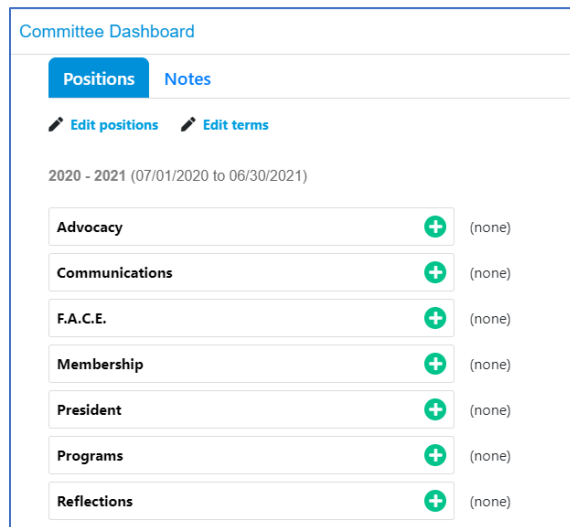 Committee Dashboard
Positions Notes
Edit positions Edit terms
2020 - 2021 (07/01/2020 to 06/30/2021)
Advocacy (none)
Communications (none)
F.A.C.E. (none)
Membership (none)
President (none)
Programs (none)
Reflections (none)